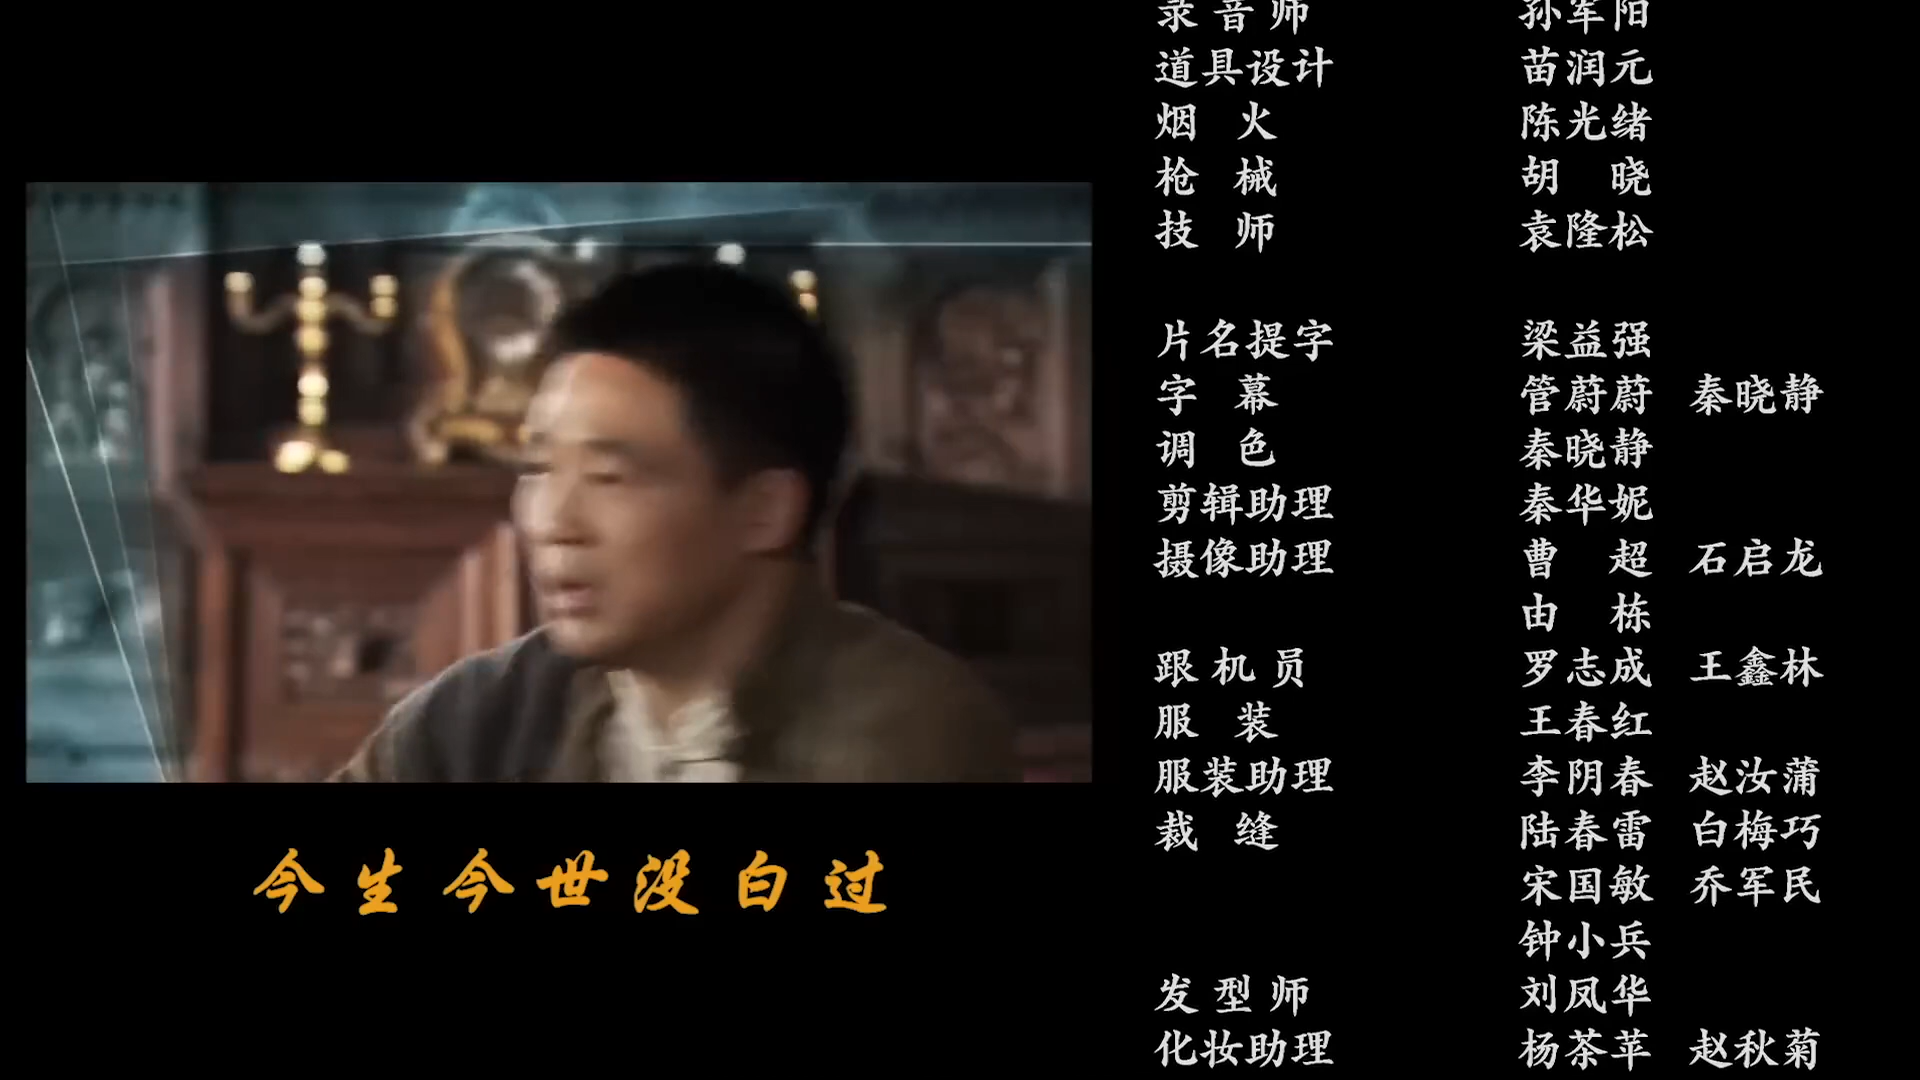 录音师 孙军阳
道具设计 苗润元
烟火 陈光绪
枪械 胡晓
技师 袁隆松
片名提字 梁益强
字幕 管蔚蔚 秦晓静
调色 秦晓静
剪辑助理 秦华妮
摄像助理 曹超 石启龙
由栋
跟机员 罗志成 王鑫林
服装 王春红
服装助理 李阴春 赵汝蒲
裁缝 陆春雷 白梅巧
宋国敏 乔军民
钟小兵
发型师 刘凤华
化妆助理 杨茶苹 赵秋菊
今生今世没白过